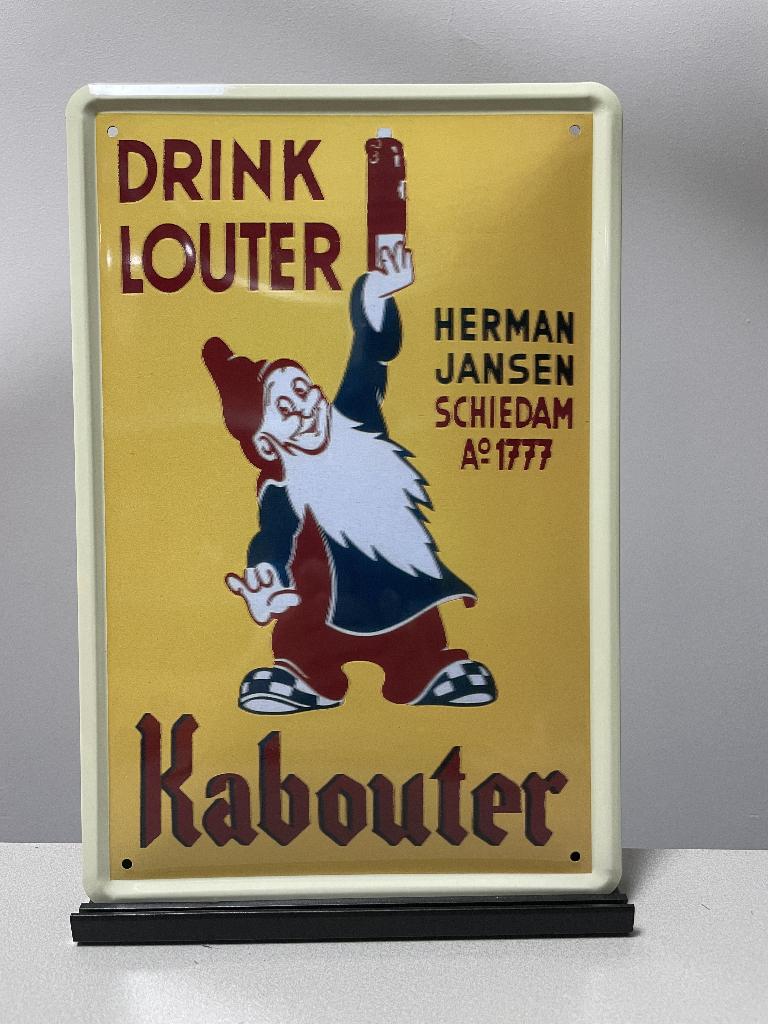 DRINK
LOUTER
HERMAN
JANSEN
SCHIEDAM
Aº 1777
Kabouter